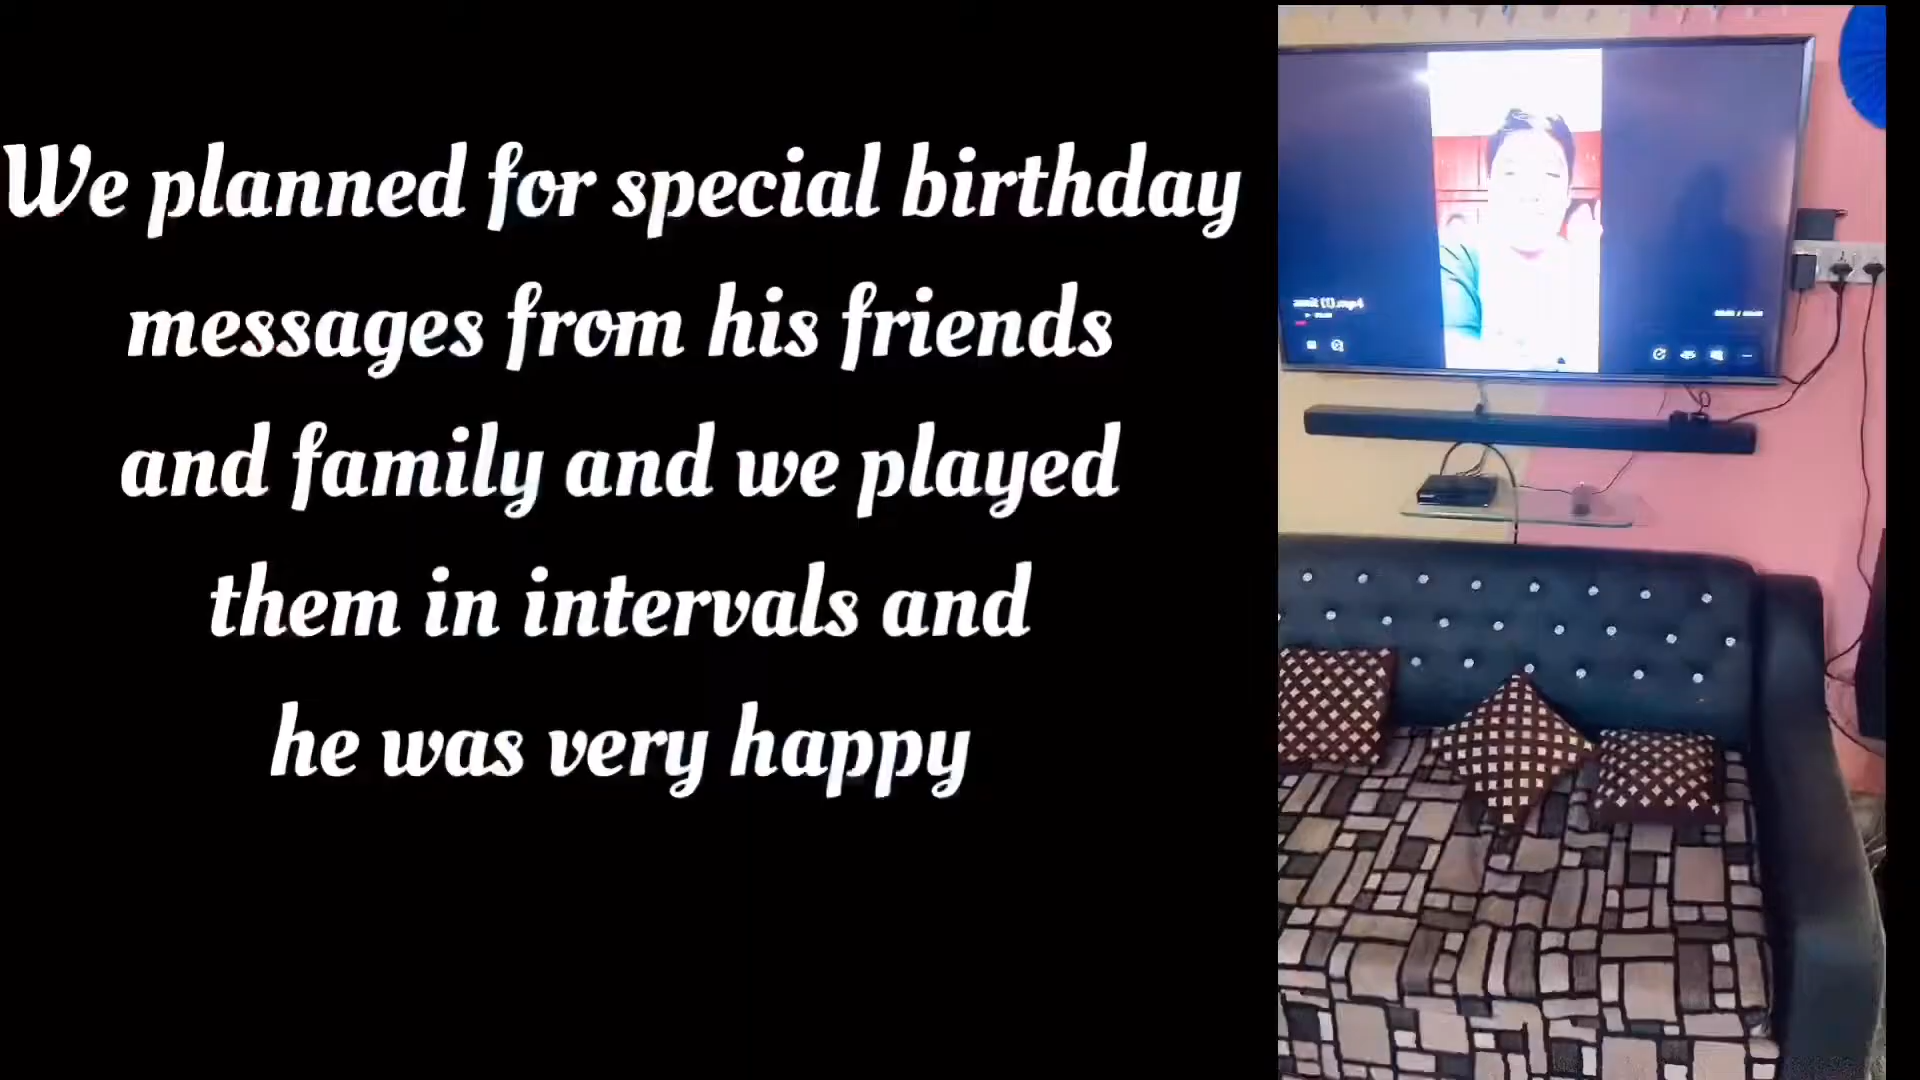 We planned for special birthday
messages from his friends
and family and we played
them in intervals and
he was very happy